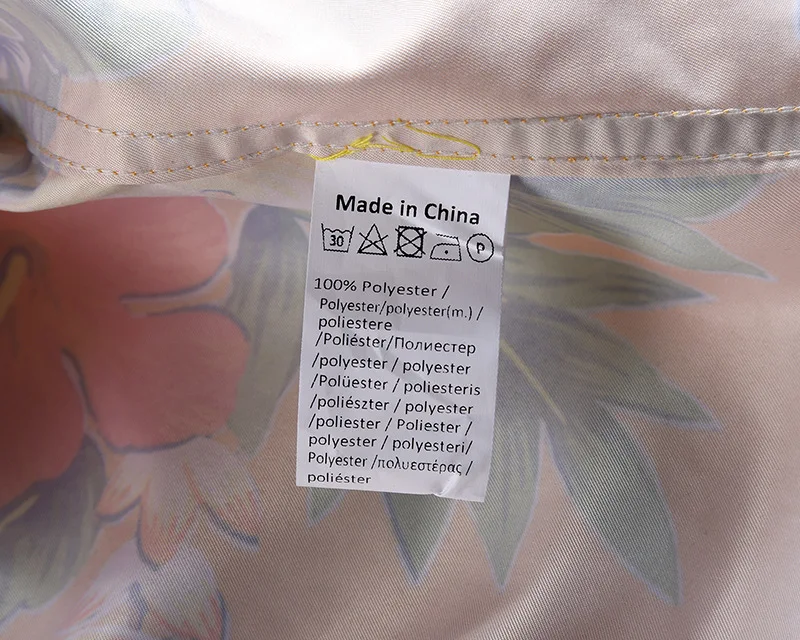 Made in China
30 P
100% Polyester /
Polyester/polyester(m.) /
poliestere
/Poliéster/Полиестер
/polyester / polyester
/Polüester / poliesteris
/poliészter / polyester
/poliester / Poliester /
polyester / polyesteri/
Polyester /πολυεστέρας /
poliéster